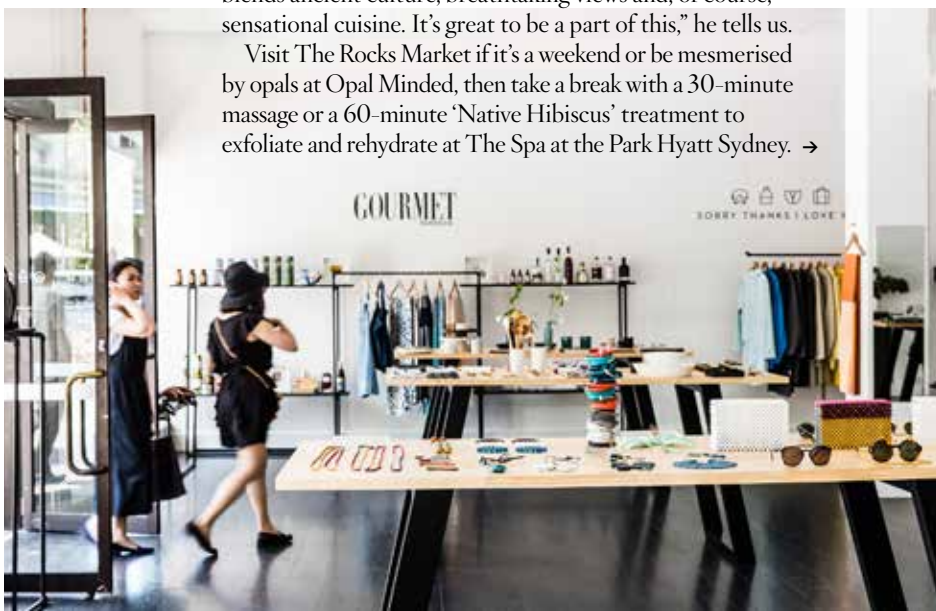 sensational cuisine. It’s great to be a part of this,” he tells us.
Visit The Rocks Market if it’s a weekend or be mesmerised
by opals at Opal Minded, then take a break with a 30-minute
massage or a 60-minute ‘Native Hibiscus’ treatment to
exfoliate and rehydrate at The Spa at the Park Hyatt Sydney. →
GOURMET
SORRY THANKS I LOVE